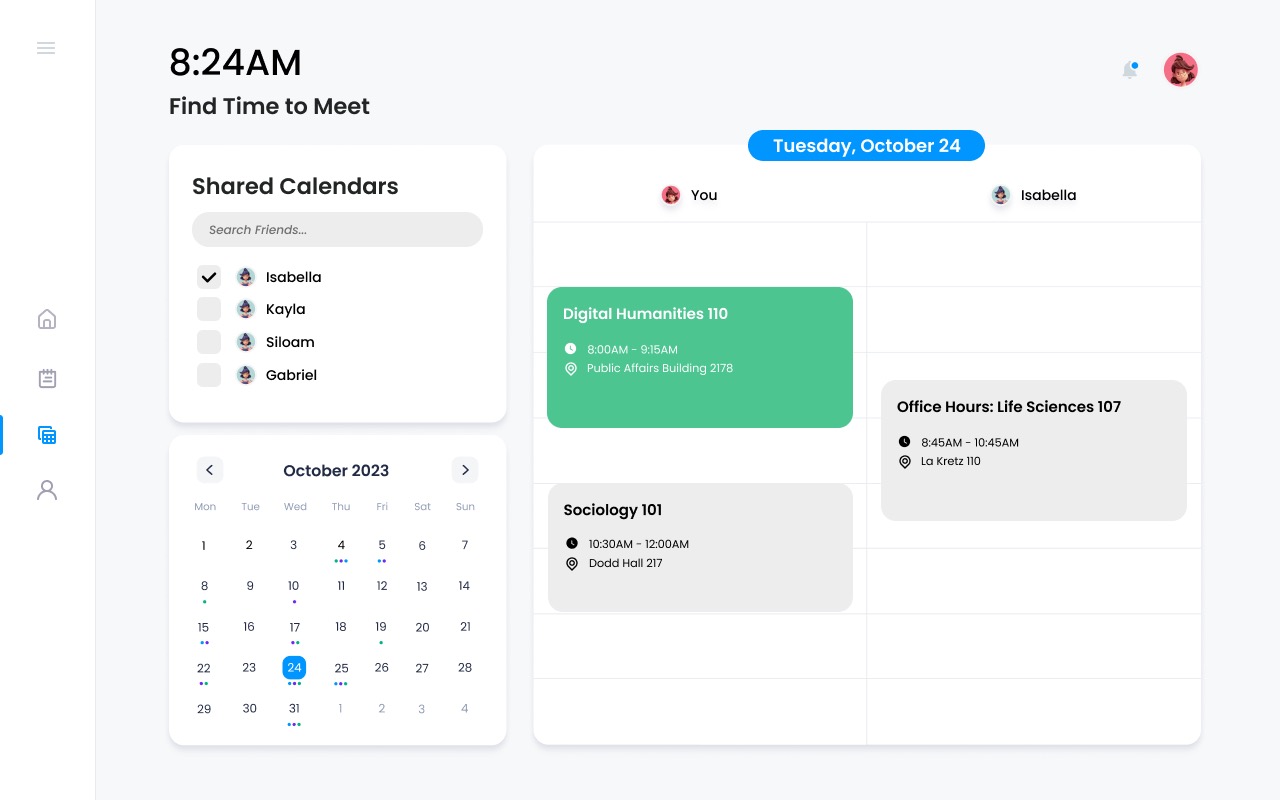 8:24AM
Find Time to Meet
Shared Calendars
Search Friends...
Isabella
Kayla
Siloam
Gabriel
October 2023
Mon Tue Wed Thu Fri Sat Sun
1 2 3 4 5 6 7
8 9 10 11 12 13 14
15 16 17 18 19 20 21
22 23 24 25 26 27 28
29 30 31 1 2 3 4
Tuesday, October 24
You Isabella
Digital Humanities 110
8:00AM - 9:15AM
Public Affairs Building 2178
Sociology 101
10:30AM - 12:00AM
Dodd Hall 217
Office Hours: Life Sciences 107
8:45AM - 10:45AM
La Kretz 110